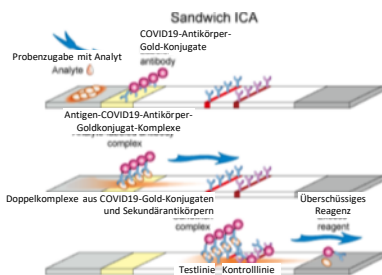 Sandwich ICA
COVID19-Antikörper-
Gold-Konjugate
Probenzugabe mit Analyt
antibody
Analyte
Antigen-COVID19-Antikörper-
Goldkonjugat-Komplexe
complex
Doppelkomplexe aus COVID19-Gold-Konjugaten
und Sekundärantikörpern
Überschüssiges
Reagenz
complex
reagent
Testlinie Kontrolllinie